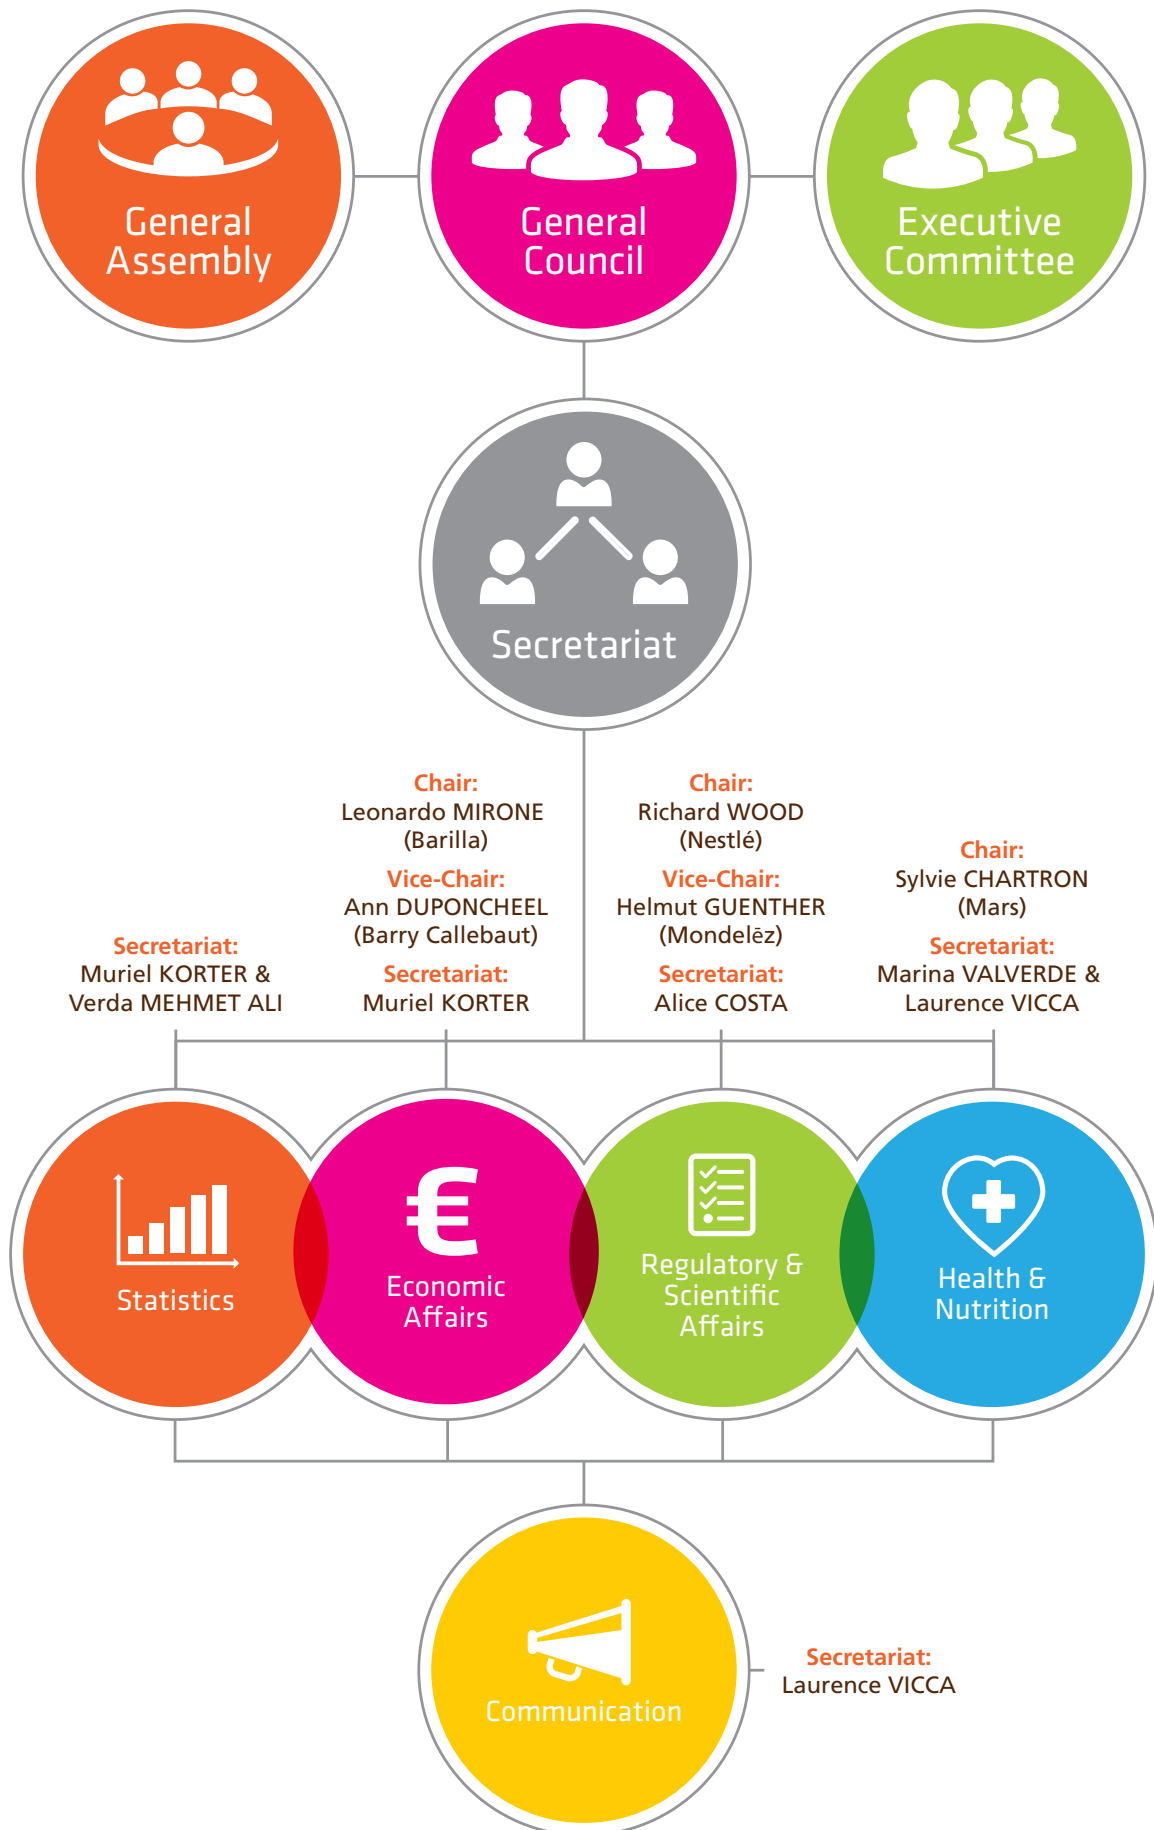 General
Assembly
General
Council
Executive
Committee
Secretariat
Secretariat:
Muriel KORTER &
Verda MEHMET ALI
Chair:
Leonardo MIRONE
(Barilla)
Vice-Chair:
Ann DUPONCHEEL
(Barry Callebaut)
Secretariat:
Muriel KORTER
Chair:
Richard WOOD
(Nestlé)
Vice-Chair:
Helmut GUENTHER
(Mondelēz)
Secretariat:
Alice COSTA
Chair:
Sylvie CHARTRON
(Mars)
Secretariat:
Marina VALVERDE &
Laurence VICCA
Statistics
€
Economic
Affairs
Regulatory &
Scientific
Affairs
Health &
Nutrition
Communication
Secretariat:
Laurence VICCA